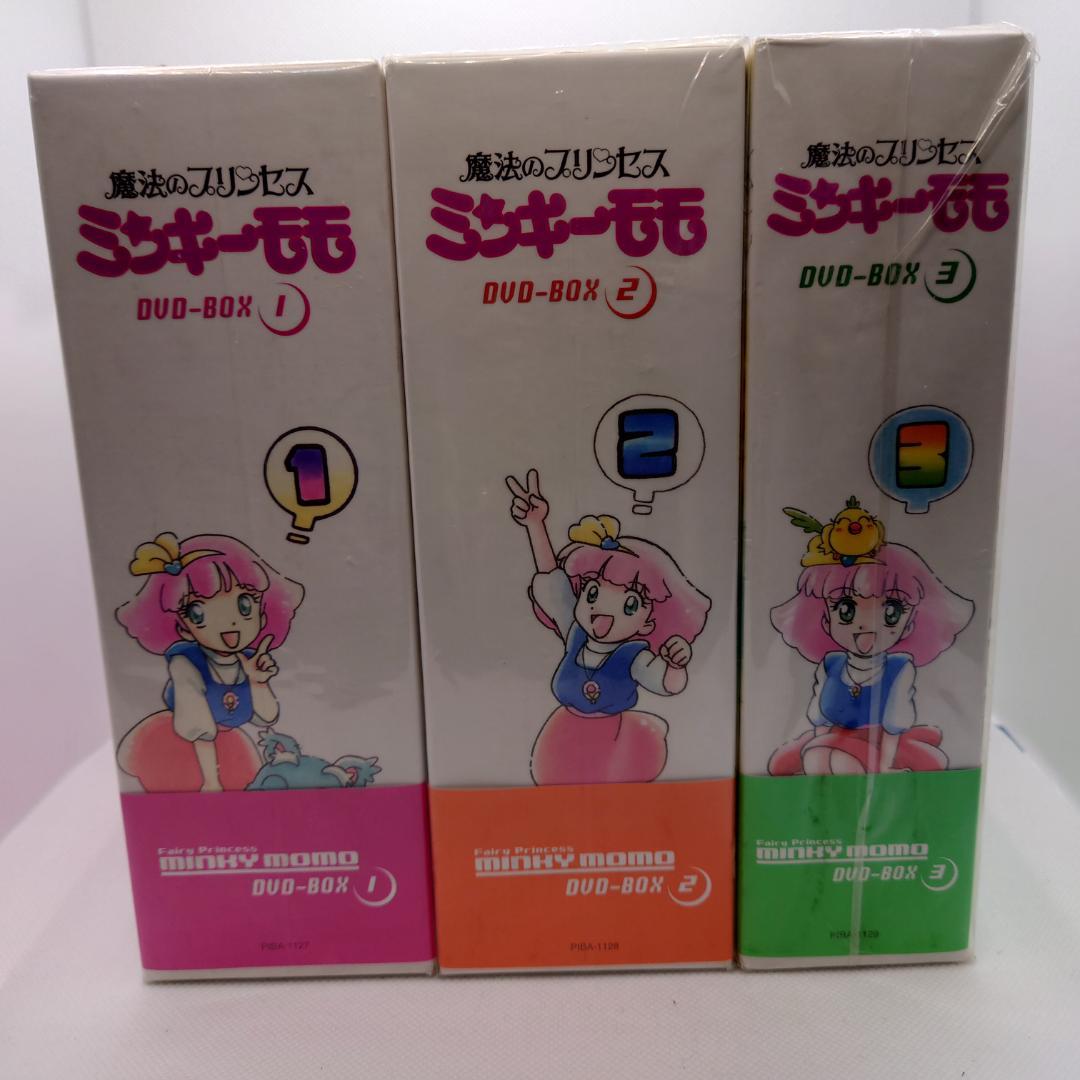 魔法のプリンセス
ミンキーモモ
DVD-BOX 1
1
Fairy Princess
MINKY MOMO
DVD-BOX 1
PIBA-1127
魔法のプリンセス
ミンキーモモ
DVD-BOX 2
2
Fairy Princess
MINKY MOMO
DVD-BOX 2
PIBA-1128
魔法のプリンセス
ミンキーモモ
DVD-BOX 3
3
Fairy Princess
MINKY MOMO
DVD-BOX 3
PIBA-1129